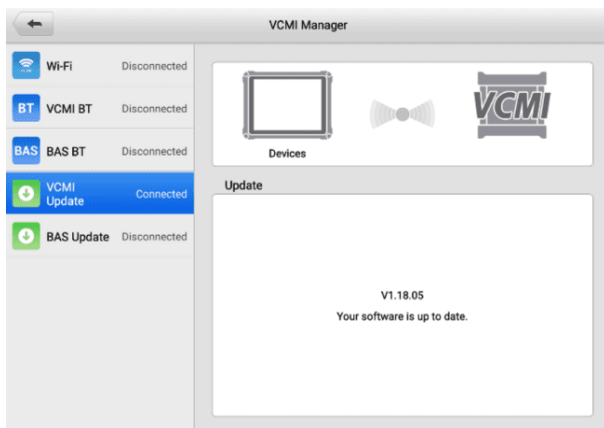 VCMI Manager
Wi-Fi Disconnected
BT VCMI BT Disconnected
BAS BAS BT Disconnected
VCMI
Update
Connected
BAS Update Disconnected
VCMI
Devices
Update
V1.18.05
Your software is up to date.